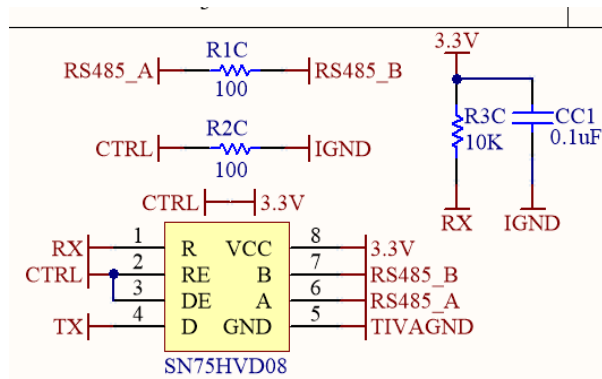 R1C
RS485_A RS485_B
100
3.3V
R2C
CTRL IGND
100
R3C CC1
10K 0.1uF
RX IGND
CTRL 3.3V
RX 1 R VCC 8 3.3V
CTRL 2 RE B 7 RS485_B
3 DE A 6 RS485_A
TX 4 D GND 5 TIVAGND
SN75HVD08